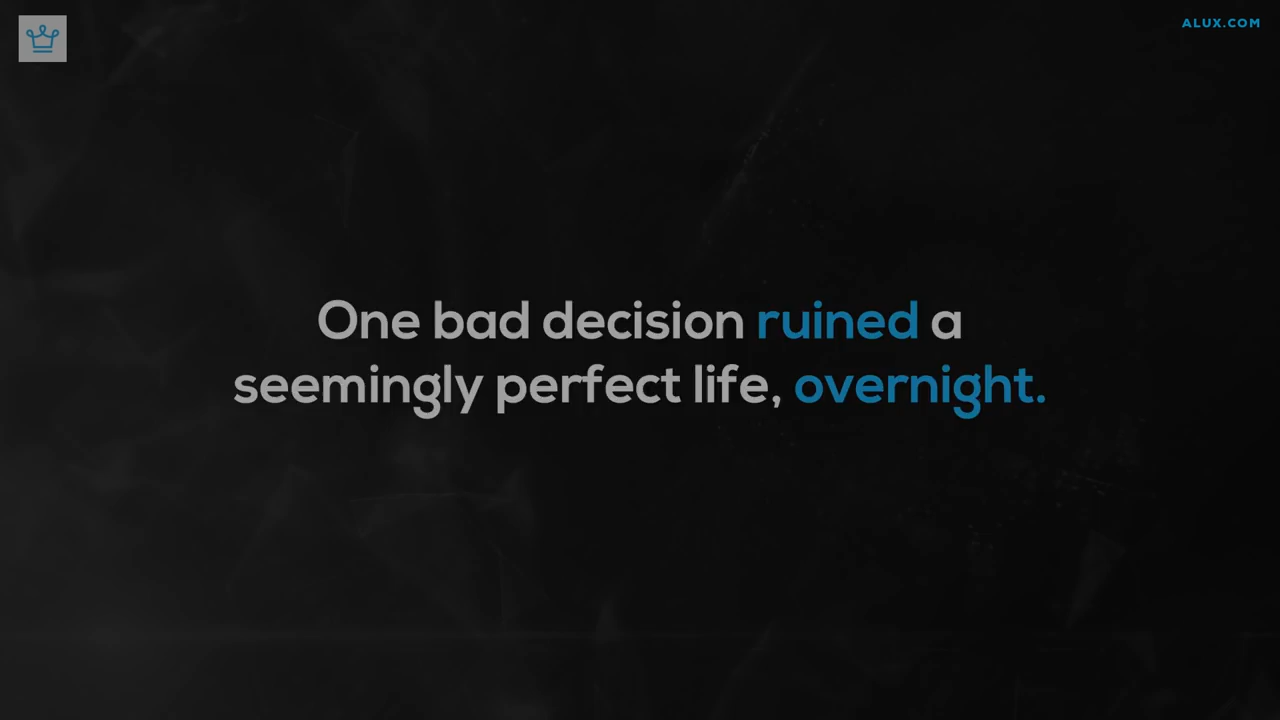 ALUX.COM
One bad decision ruined a
seemingly perfect life, overnight.